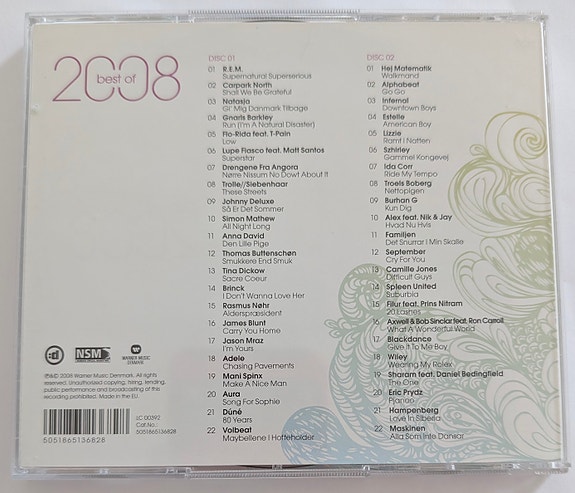 2008
best of
DISC 01
01 R.E.M.
Supernatural Superserious
02 Carpark North
Shall We Be Grateful
03 Natasja
Gi' Mig Danmark Tilbage
04 Gnarls Barkley
Run (I'm A Natural Disaster)
05 Flo-Rida feat. T-Pain
Low
06 Lupe Fiasco feat. Matt Santos
Superstar
07 Drengene Fra Angora
Nørre Nissum No Dowt About It
08 Trolle//Siebenhaar
These Streets
09 Johnny Deluxe
Så Er Det Sommer
10 Simon Mathew
All Night Long
11 Anna David
Den Lille Pige
12 Thomas Buttenschøn
Smukkere End Smuk
13 Tina Dickow
Sacre Coeur
14 Brinck
I Don't Wanna Love Her
15 Rasmus Nøhr
Alderspræsident
16 James Blunt
Carry You Home
17 Jason Mraz
I'm Yours
18 Adele
Chasing Pavements
19 Mani Spinx
Make A Nice Man
20 Aura
Song For Sophie
21 Dúné
80 Years
22 Volbeat
Maybellene I Hofteholder
DISC 02
01 Hej Matematik
Walkmand
02 Alphabeat
Go Go
03 Infernal
Downtown Boys
04 Estelle
American Boy
05 Lizzie
Ramt I Natten
06 Szhirley
Gammel Kongevej
07 Ida Corr
Ride My Tempo
08 Troels Boberg
Nettopigen
09 Burhan G
Kun Dig
10 Alex feat. Nik & Jay
Hvad Nu Hvis
11 Familjen
Det Snurrar I Min Skalle
12 September
Cry For You
13 Camille Jones
Difficult Guys
14 Spleen United
Suburbia
15 Filur feat. Prins Nitram
20 Lashes
16 Axwell & Bob Sinclar feat. Ron Carroll
What A Wonderful World
17 Blackdance
Give It To Me Boy
18 Wiley
Wearing My Rolex
19 Sharam feat. Daniel Bedingfield
The One
20 Eric Prydz
Pjanoo
21 Hampenberg
Love In Siberia
22 Maskinen
Alla Som Inte Dansar
NSM
WARNER MUSIC
DENMARK
℗&© 2008 Warner Music Denmark. All rights
reserved. Unauthorised copying, hiring, lending,
public performance and broadcasting of this
recording prohibited. Made in the EU.
LC 00392
Cat No.:
5051865136828
5051865136828